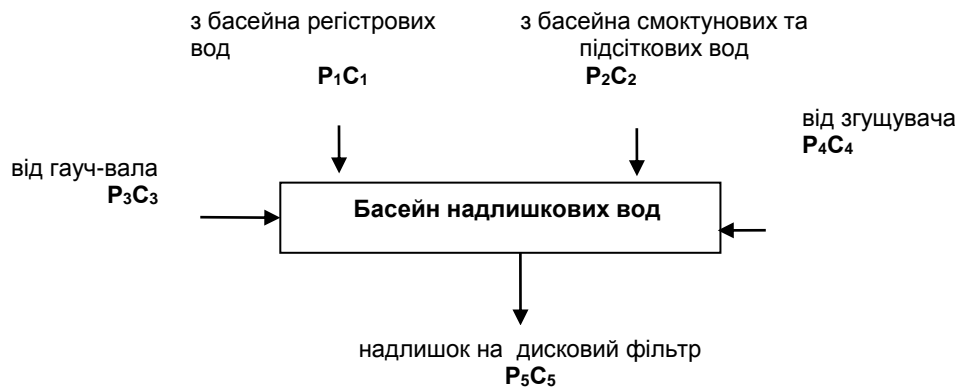 з басейна регістрових
вод
P₁C₁
з басейна смоктунових та
підсіткових вод
P₂C₂
від згущувача
P₄C₄
від гауч-вала
P₃C₃
Басейн надлишкових вод
надлишок на дисковий фільтр
P₅C₅